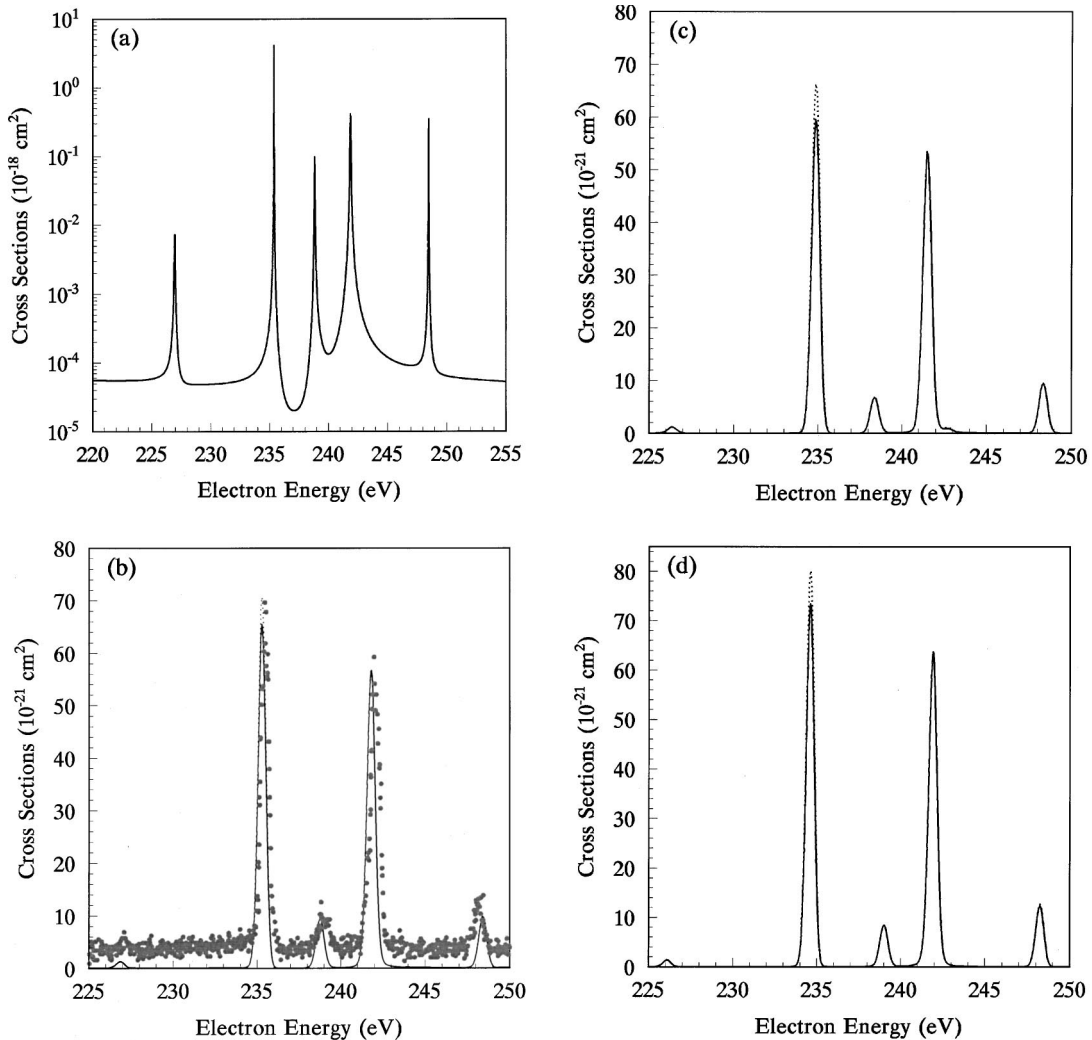 (a)
Cross Sections (10^-18 cm^2)
10^1
10^0
10^-1
10^-2
10^-3
10^-4
10^-5
220 225 230 235 240 245 250 255
Electron Energy (eV)
(c)
Cross Sections (10^-21 cm^2)
80
70
60
50
40
30
20
10
0
225 230 235 240 245 250
Electron Energy (eV)
(b)
Cross Sections (10^-21 cm^2)
80
70
60
50
40
30
20
10
0
225 230 235 240 245 250
Electron Energy (eV)
(d)
Cross Sections (10^-21 cm^2)
80
70
60
50
40
30
20
10
0
225 230 235 240 245 250
Electron Energy (eV)